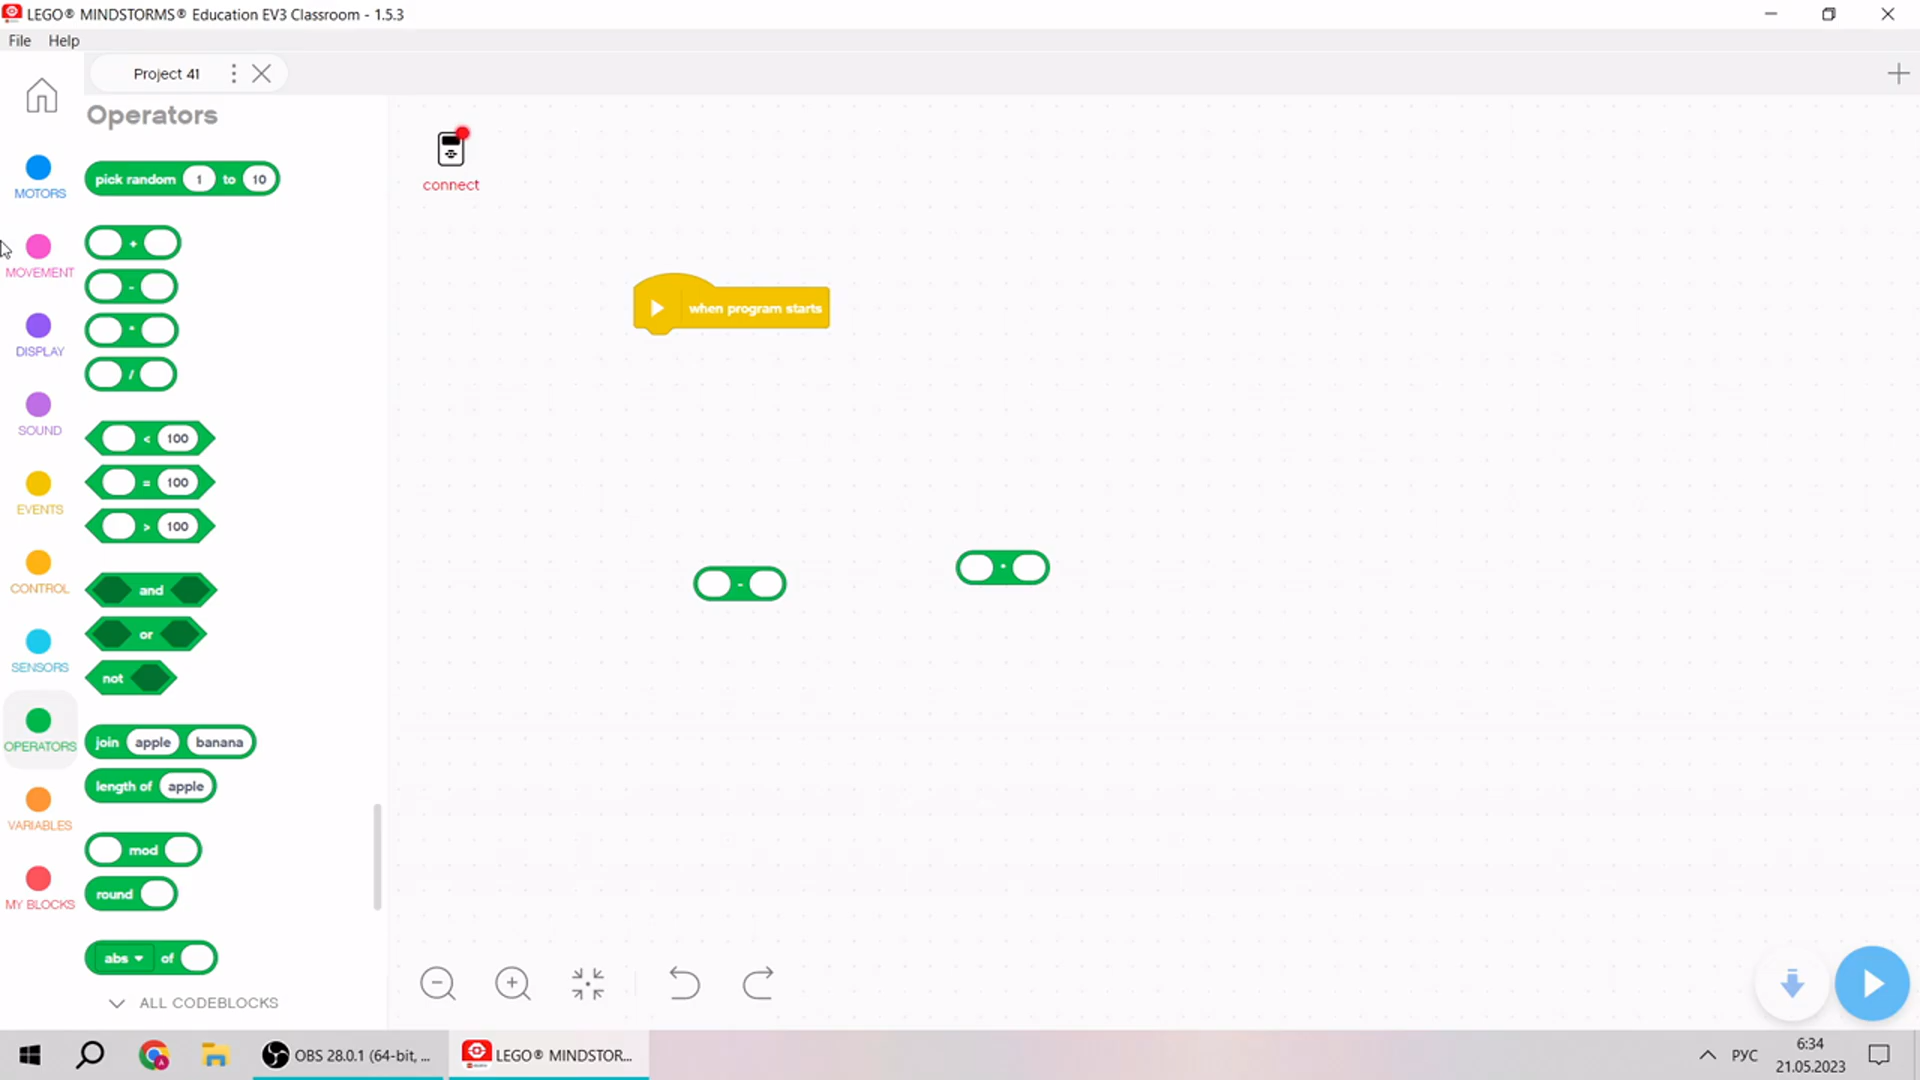 LEGO® MINDSTORMS® Education EV3 Classroom - 1.5.3
File Help
Project 41
Operators
connect
MOTORS
MOVEMENT
DISPLAY
SOUND
EVENTS
CONTROL
SENSORS
OPERATORS
VARIABLES
MY BLOCKS
pick random 1 to 10
+
-
*
/
< 100
= 100
> 100
and
or
not
join apple banana
length of apple
mod
round
abs of
ALL CODEBLOCKS
when program starts
-
*
OBS 28.0.1 (64-bit, ...
LEGO® MINDSTOR...
РУС
6:34
21.05.2023